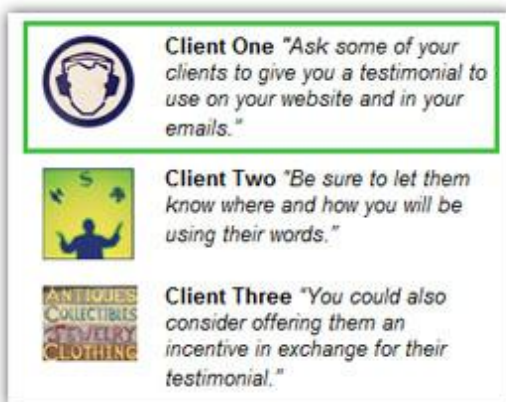 Client One "Ask some of your
clients to give you a testimonial to
use on your website and in your
emails."
$
Client Two "Be sure to let them
know where and how you will be
using their words."
ANTIQUES
COLLECTIBLES
JEWELRY
CLOTHING
Client Three "You could also
consider offering them an
incentive in exchange for their
testimonial."